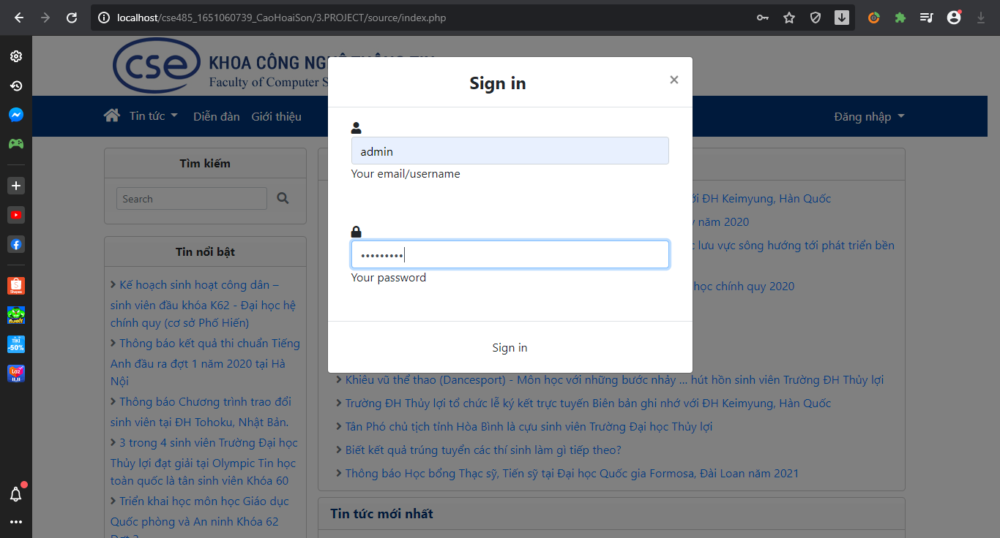 localhost/cse485_1651060739_CaoHoaiSon/3.PROJECT/source/index.php
cse
KHOA CÔNG NGHỆ THÔNG TIN
Faculty of Computer S
Tin tức
Diễn đàn
Giới thiệu
Đăng nhập
Sign in
×
admin
Your email/username
•••••••••
Your password
Sign in
Tìm kiếm
Search
Tin nổi bật
Kế hoạch sinh hoạt công dân –
sinh viên đầu khóa K62 - Đại học hệ
chính quy (cơ sở Phố Hiến)
Thông báo kết quả thi chuẩn Tiếng
Anh đầu ra đợt 1 năm 2020 tại Hà
Nội
Thông báo Chương trình trao đổi
sinh viên tại ĐH Tohoku, Nhật Bản.
3 trong 4 sinh viên Trường Đại học
Thủy lợi đạt giải tại Olympic Tin học
toàn quốc là tân sinh viên Khóa 60
Triển khai học môn học Giáo dục
Quốc phòng và An ninh Khóa 62
Đợt 2
ới ĐH Keimyung, Hàn Quốc
năm 2020
lưu vực sông hướng tới phát triển bền
học chính quy 2020
Khiêu vũ thể thao (Dancesport) - Môn học với những bước nhảy ... hút hồn sinh viên Trường ĐH Thủy lợi
Trường ĐH Thủy lợi tổ chức lễ ký kết trực tuyến Biên bản ghi nhớ với ĐH Keimyung, Hàn Quốc
Tân Phó chủ tịch tỉnh Hòa Bình là cựu sinh viên Trường Đại học Thủy lợi
Biết kết quả trúng tuyển các thí sinh làm gì tiếp theo?
Thông báo Học bổng Thạc sỹ, Tiến sỹ tại Đại học Quốc gia Formosa, Đài Loan năm 2021
Tin mới nhất
Shopee
BUNNY
TIKI
-50%
Laz
11.11